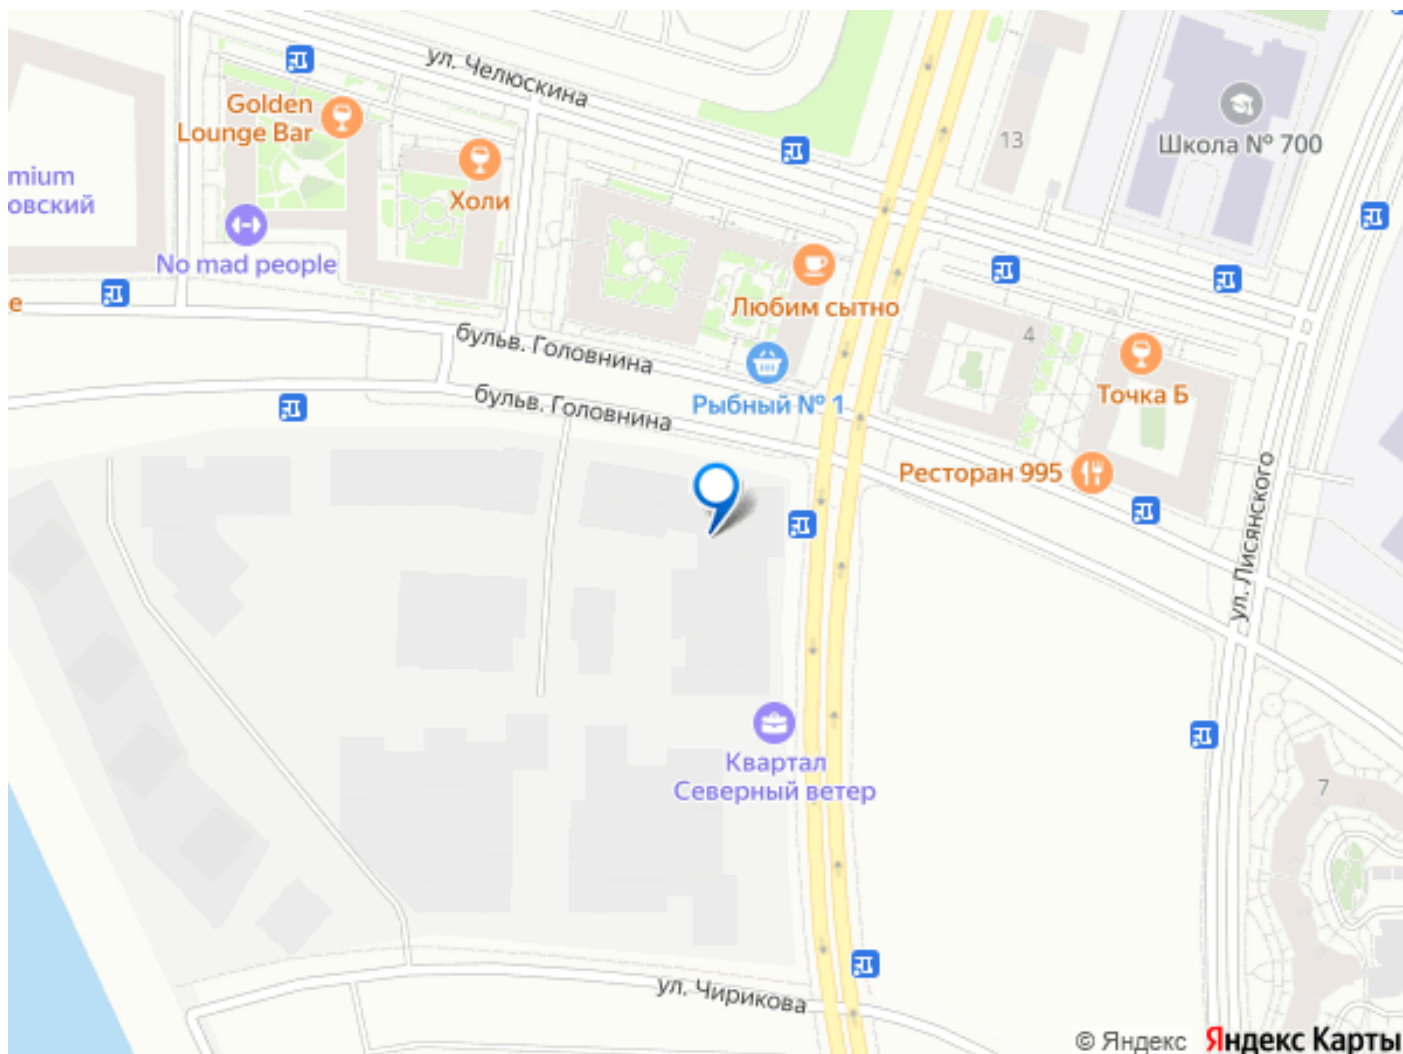 ул. Челюскина
Golden
Lounge Bar
Холи
13
Школа № 700
mium
овский
No mad people
е
Любим сытно
бульв. Головнина
4
Точка Б
Рыбный № 1
бульв. Головнина
Ресторан 995
ул. Лисянского
Квартал
Северный ветер
7
ул. Чирикова
© Яндекс Яндекс Карты